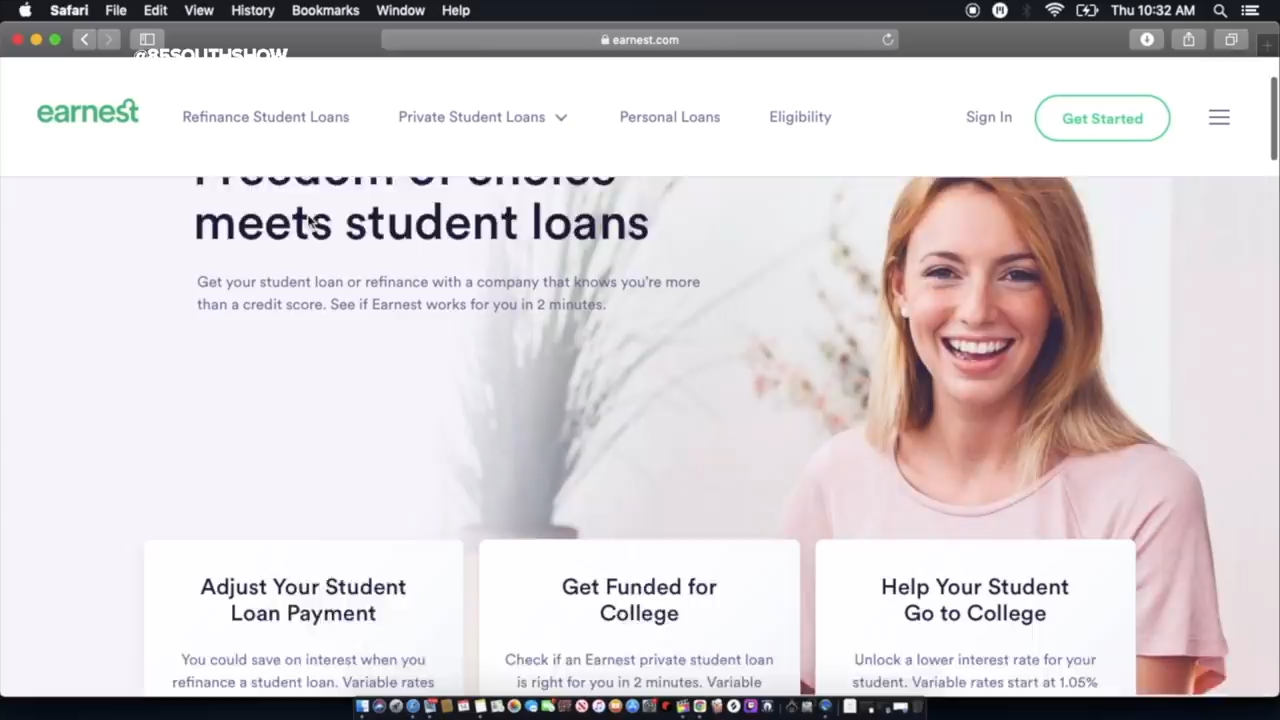 Safari File Edit View History Bookmarks Window Help Thu 10:32 AM
@85SOUTHSHOW
earnest.com
earnest Refinance Student Loans Private Student Loans Personal Loans Eligibility Sign In Get Started
Freedom of choice
meets student loans
Get your student loan or refinance with a company that knows you're more
than a credit score. See if Earnest works for you in 2 minutes.
Adjust Your Student
Loan Payment
You could save on interest when you
refinance a student loan. Variable rates
Get Funded for
College
Check if an Earnest private student loan
is right for you in 2 minutes. Variable
Help Your Student
Go to College
Unlock a lower interest rate for your
student. Variable rates start at 1.05%